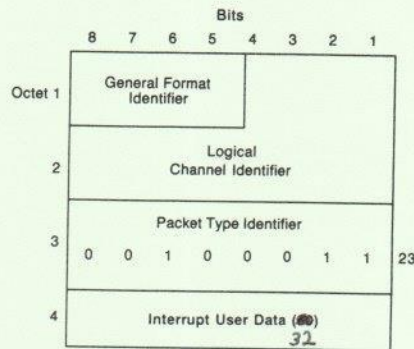 Bits
8 7 6 5 4 3 2 1
Octet 1
General Format
Identifier
2
Logical
Channel Identifier
3
Packet Type Identifier
0 0 1 0 0 0 1 1 23
4
Interrupt User Data ( )
32